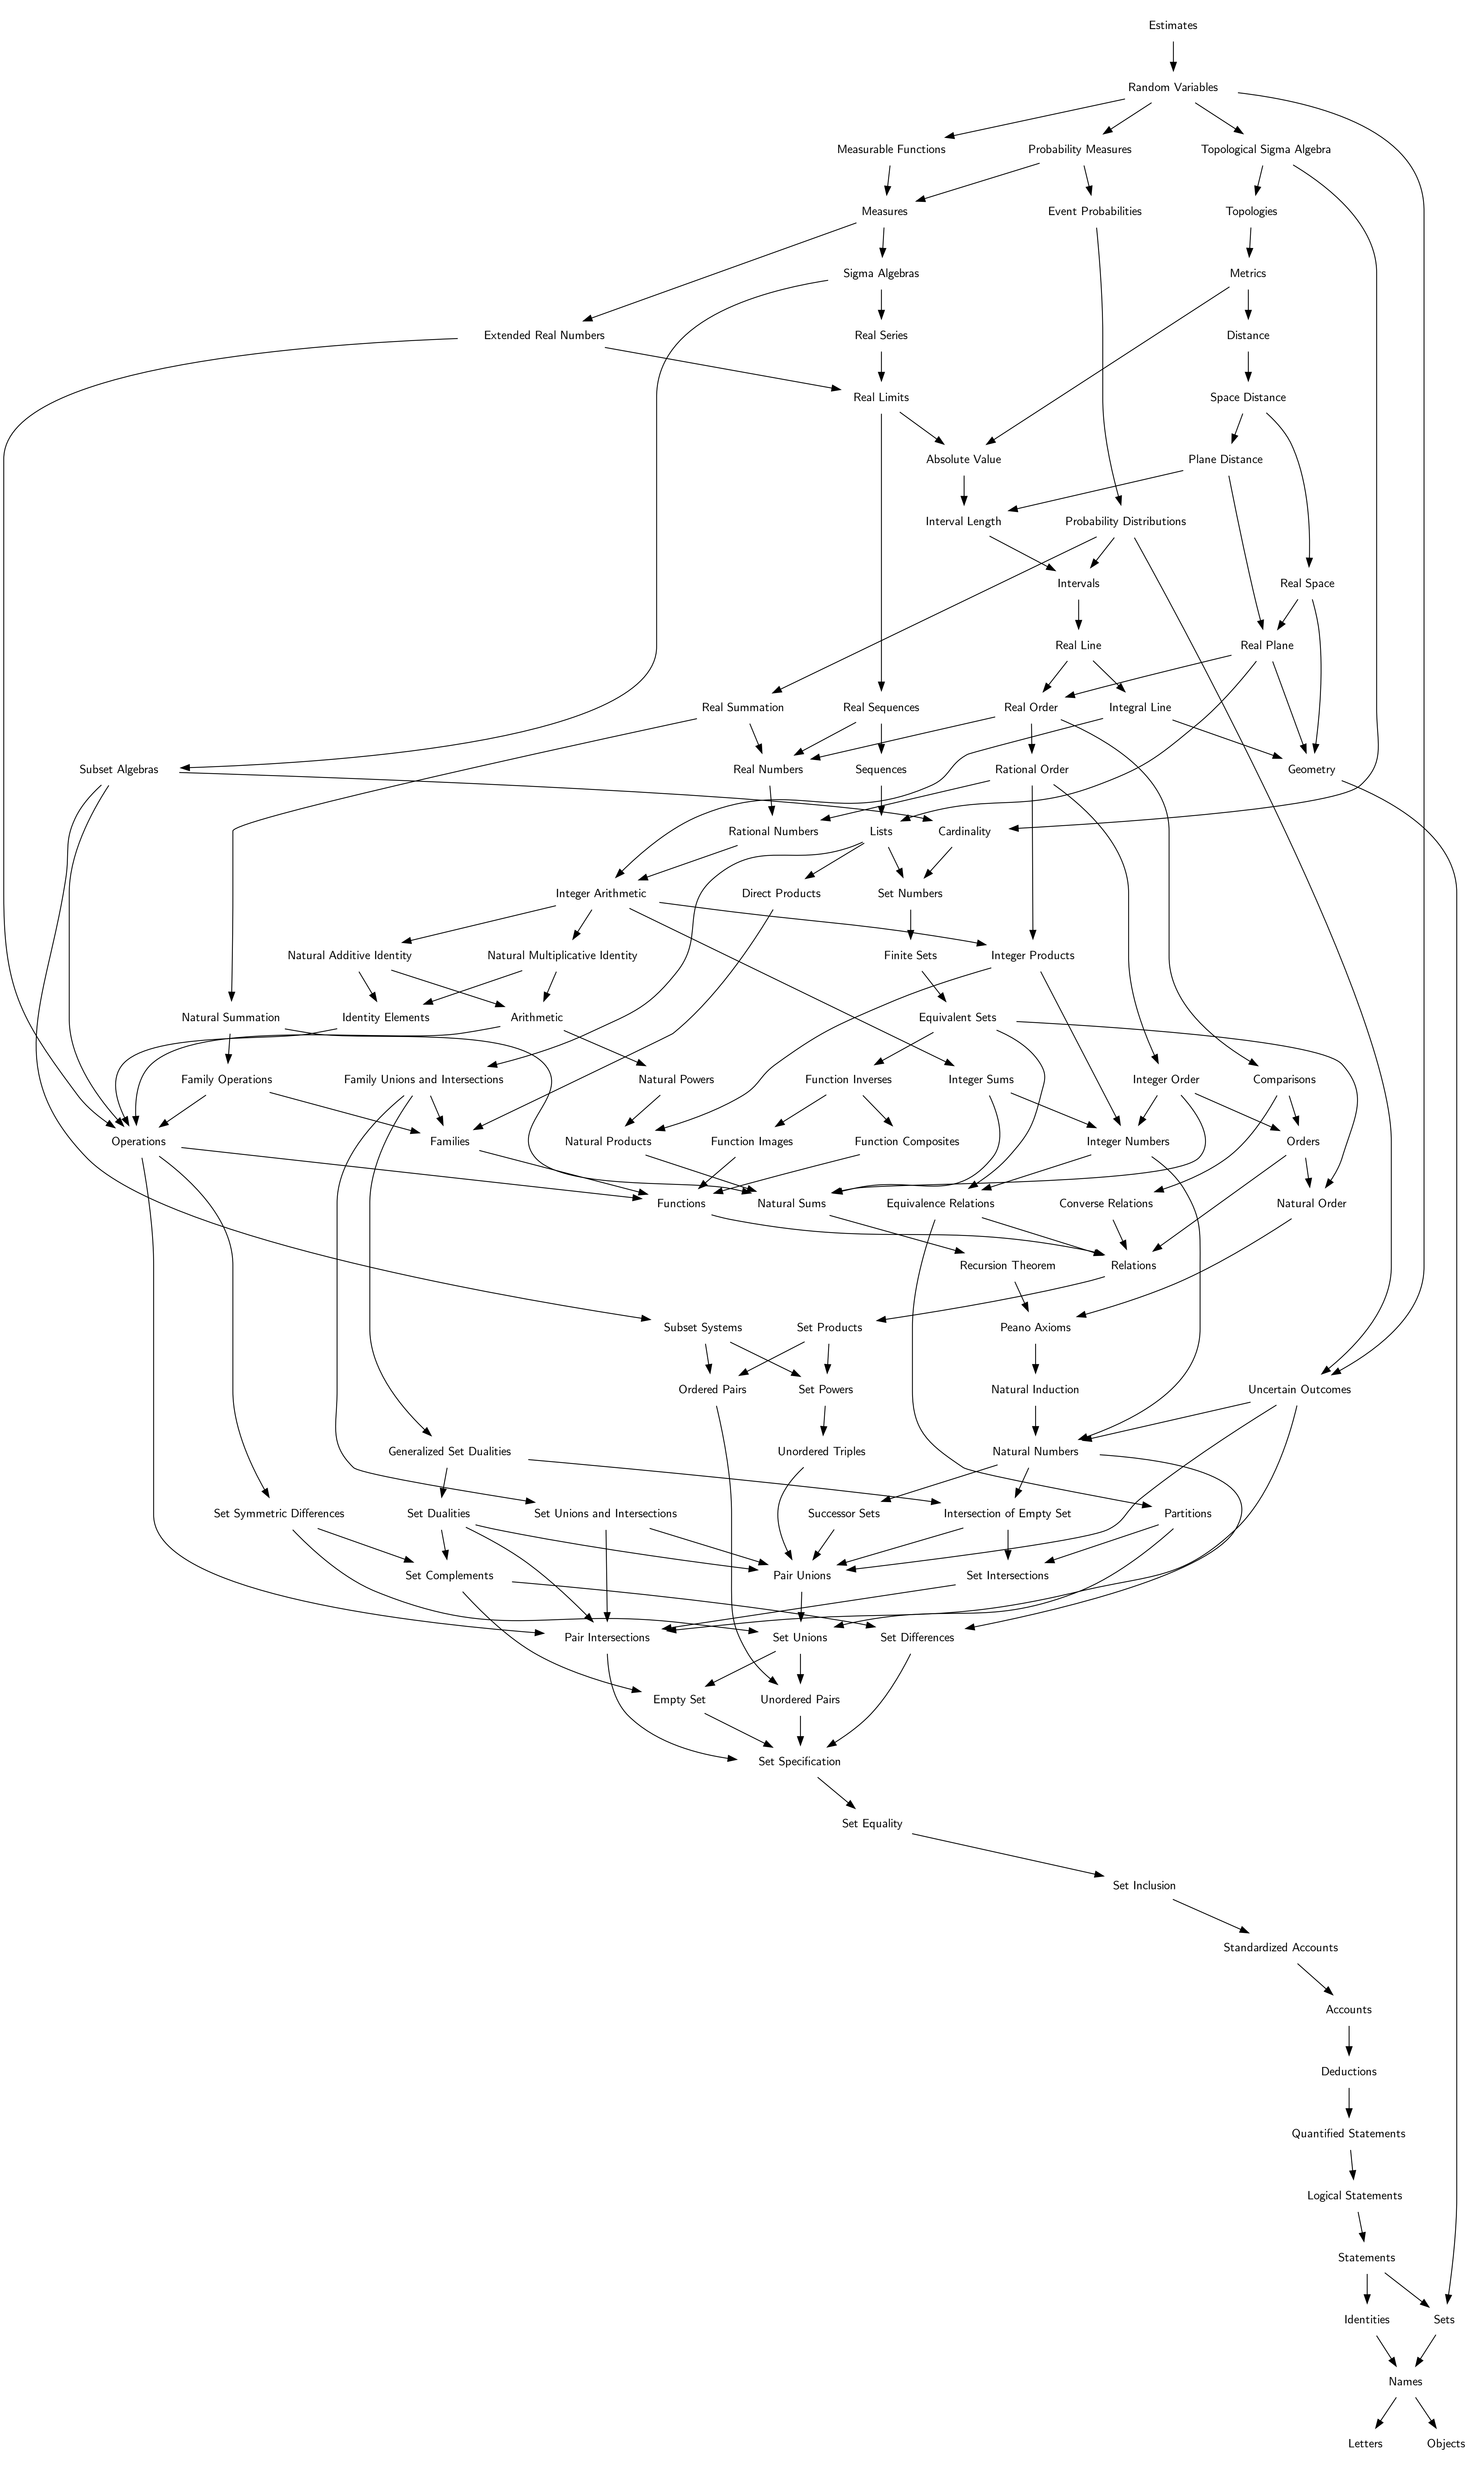 Estimates
Random Variables
Measurable Functions
Probability Measures
Topological Sigma Algebra
Measures
Event Probabilities
Topologies
Sigma Algebras
Metrics
Extended Real Numbers
Real Series
Distance
Real Limits
Space Distance
Absolute Value
Plane Distance
Interval Length
Probability Distributions
Intervals
Real Space
Real Line
Real Plane
Real Summation
Real Sequences
Real Order
Integral Line
Subset Algebras
Real Numbers
Sequences
Rational Order
Geometry
Rational Numbers
Lists
Cardinality
Integer Arithmetic
Direct Products
Set Numbers
Natural Additive Identity
Natural Multiplicative Identity
Finite Sets
Integer Products
Natural Summation
Identity Elements
Arithmetic
Equivalent Sets
Family Operations
Family Unions and Intersections
Natural Powers
Function Inverses
Integer Sums
Integer Order
Comparisons
Operations
Families
Natural Products
Function Images
Function Composites
Integer Numbers
Orders
Functions
Natural Sums
Equivalence Relations
Converse Relations
Natural Order
Recursion Theorem
Relations
Subset Systems
Set Products
Peano Axioms
Ordered Pairs
Set Powers
Natural Induction
Uncertain Outcomes
Generalized Set Dualities
Unordered Triples
Natural Numbers
Set Symmetric Differences
Set Dualities
Set Unions and Intersections
Successor Sets
Intersection of Empty Set
Partitions
Set Complements
Pair Unions
Set Intersections
Pair Intersections
Set Unions
Set Differences
Empty Set
Unordered Pairs
Set Specification
Set Equality
Set Inclusion
Standardized Accounts
Accounts
Deductions
Quantified Statements
Logical Statements
Statements
Identities
Sets
Names
Letters
Objects